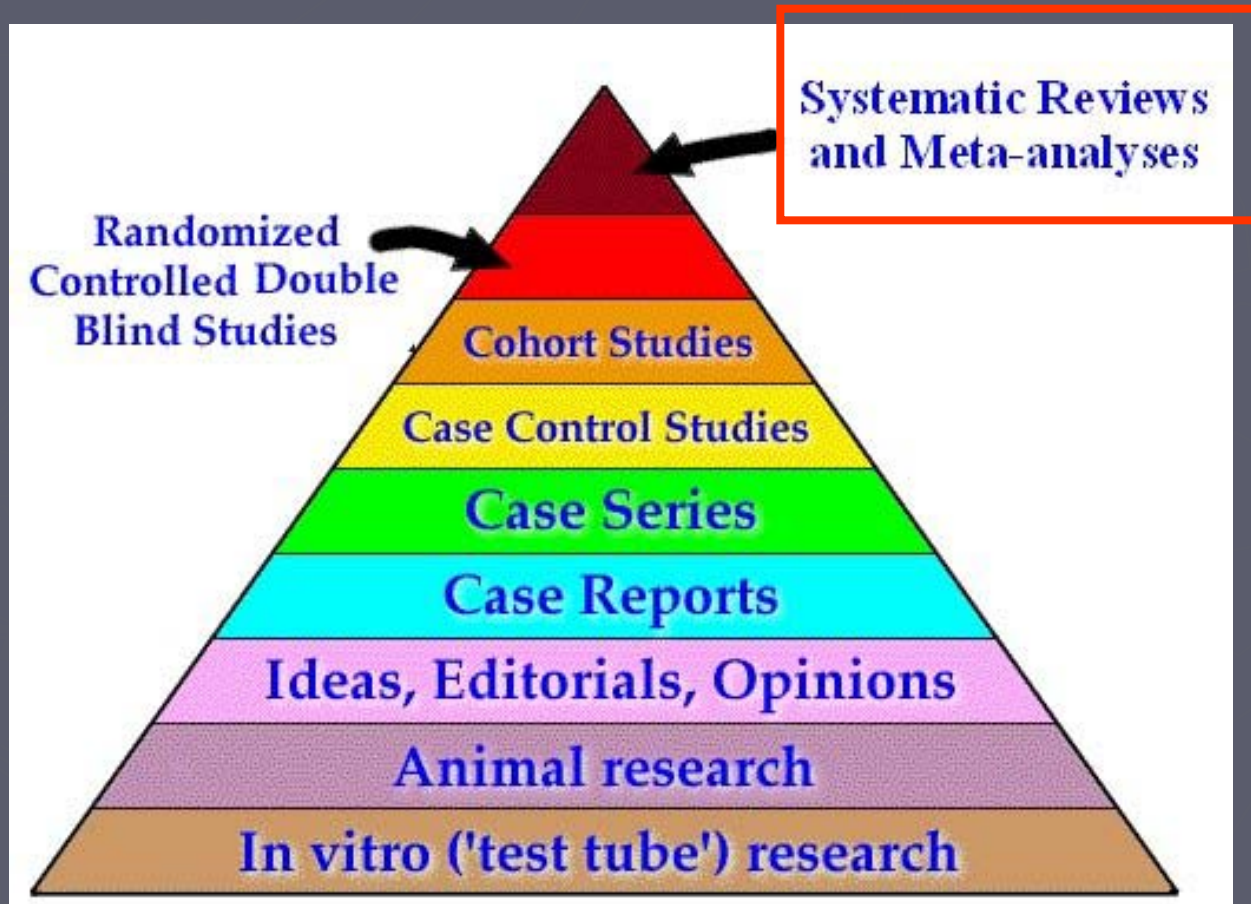 Systematic Reviews
and Meta-analyses
Randomized
Controlled Double
Blind Studies
Cohort Studies
Case Control Studies
Case Series
Case Reports
Ideas, Editorials, Opinions
Animal research
In vitro ('test tube') research